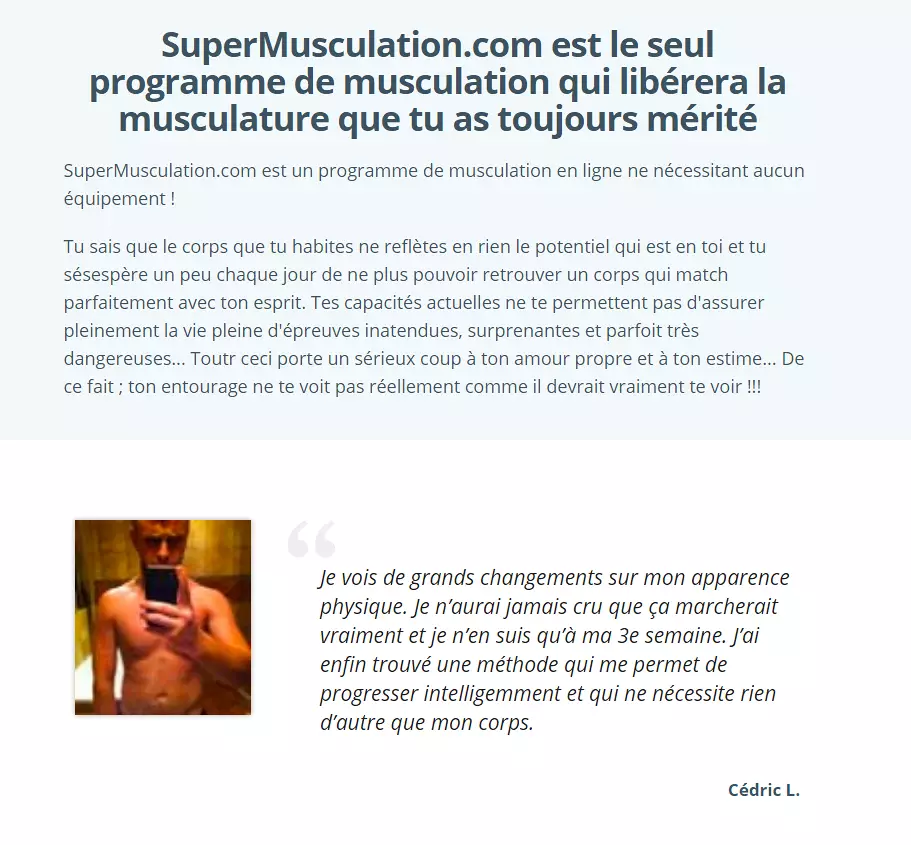 SuperMusculation.com est le seul
programme de musculation qui libérera la
musculature que tu as toujours mérité
SuperMusculation.com est un programme de musculation en ligne ne nécessitant aucun
équipement !
Tu sais que le corps que tu habites ne reflètes en rien le potentiel qui est en toi et tu
sésespère un peu chaque jour de ne plus pouvoir retrouver un corps qui match
parfaitement avec ton esprit. Tes capacités actuelles ne te permettent pas d'assurer
pleinement la vie pleine d'épreuves inatendues, surprenantes et parfoit très
dangereuses... Toutr ceci porte un sérieux coup à ton amour propre et à ton estime... De
ce fait ; ton entourage ne te voit pas réellement comme il devrait vraiment te voir !!!
“
Je vois de grands changements sur mon apparence
physique. Je n’aurai jamais cru que ça marcherait
vraiment et je n’en suis qu’à ma 3e semaine. J’ai
enfin trouvé une méthode qui me permet de
progresser intelligemment et qui ne nécessite rien
d’autre que mon corps.
Cédric L.